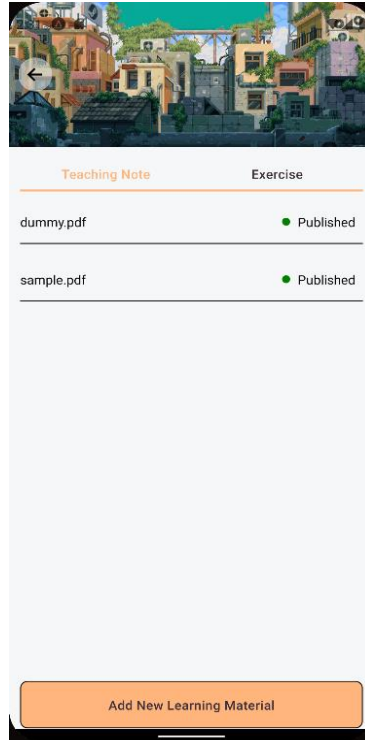 Teaching Note
Exercise
dummy.pdf
Published
sample.pdf
Published
Add New Learning Material